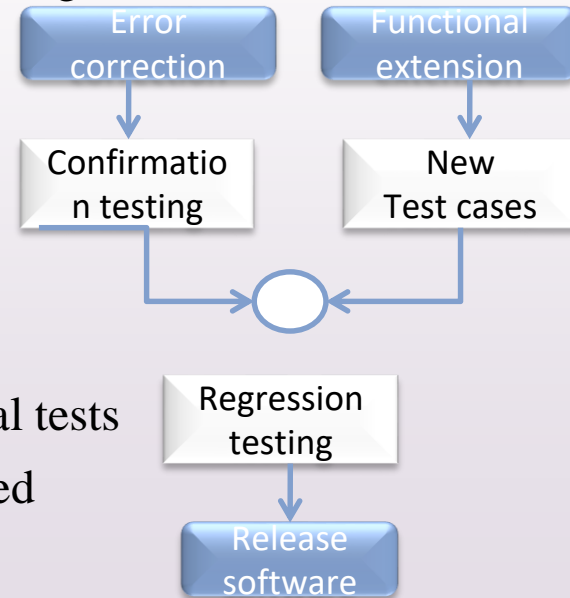 Error
correction
Functional
extension
Confirmatio
n testing
New
Test cases
al tests
ed
Regression
testing
Release
software